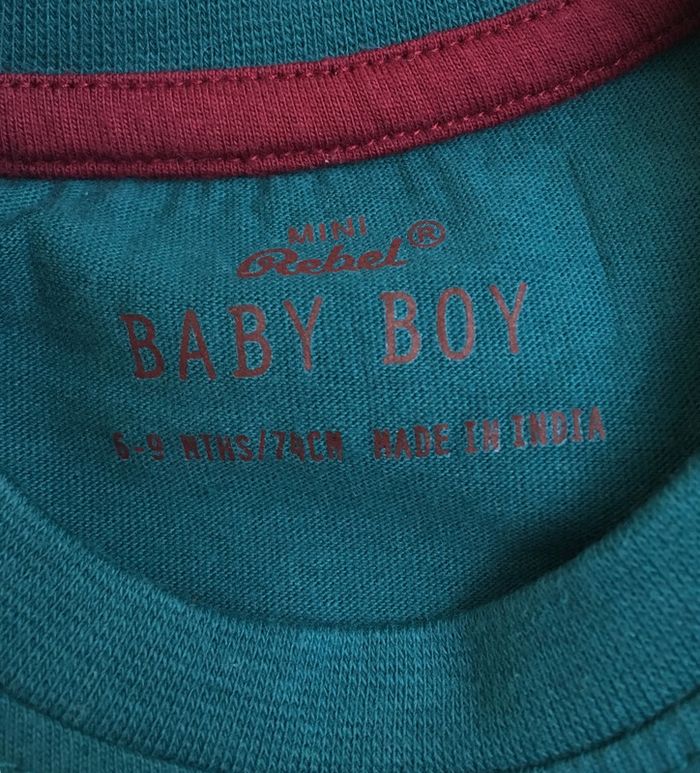 MINI
Rebel®
BABY BOY
6-9 MTHS/74CM MADE IN INDIA